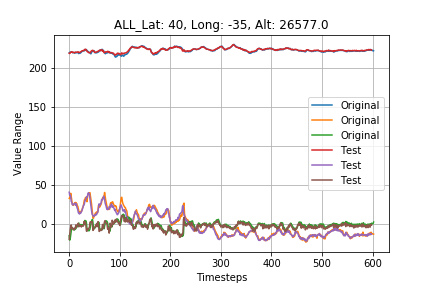 ALL_Lat: 40, Long: -35, Alt: 26577.0
Value Range
200
150
100
50
0
Original
Original
Original
Test
Test
Test
0
100
200
300
400
500
600
Timesteps